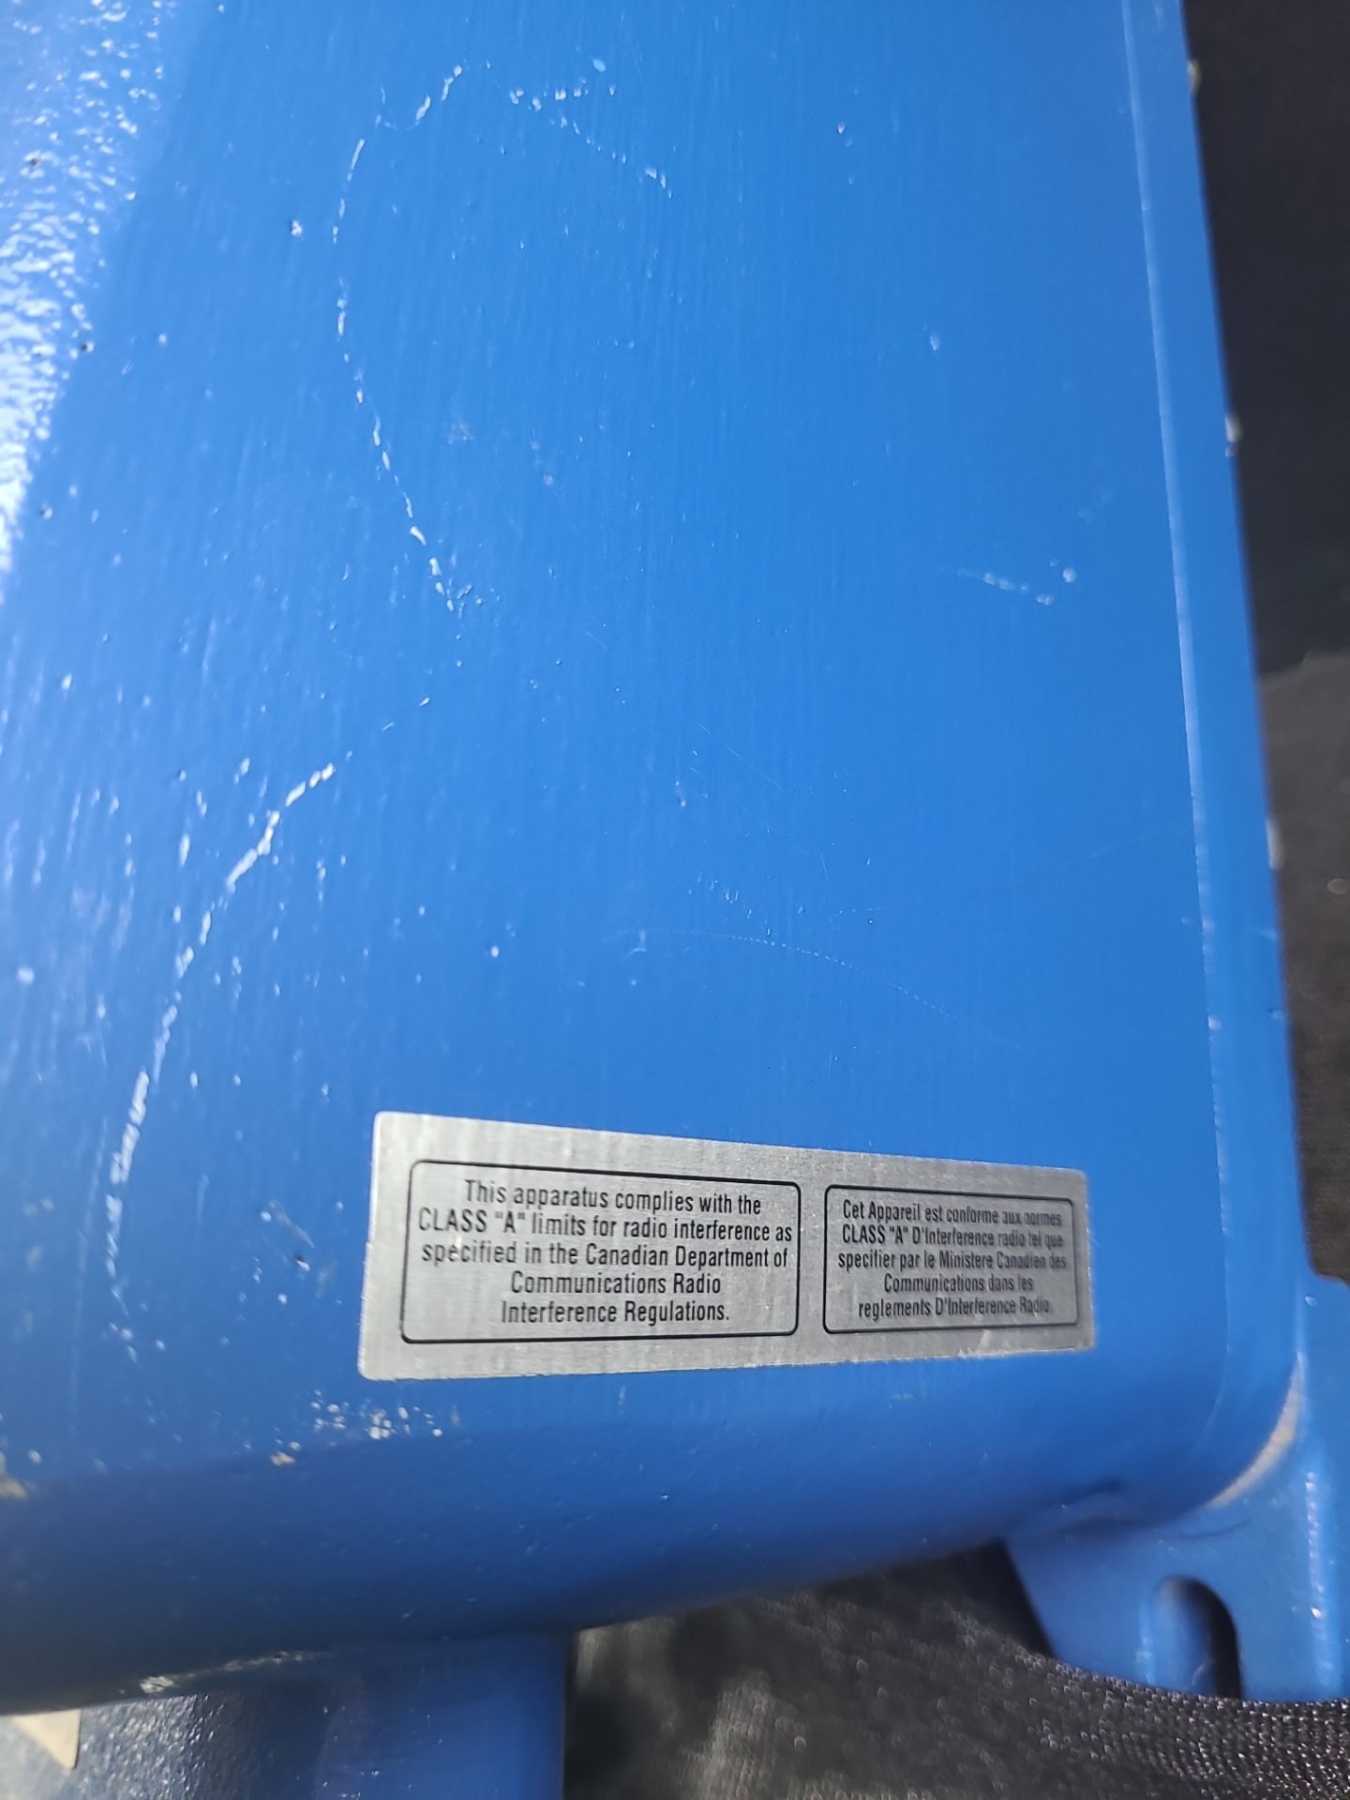 This apparatus complies with the
CLASS "A" limits for radio interference as
specified in the Canadian Department of
Communications Radio
Interference Regulations.
Cet Appareil est conforme aux normes
CLASS "A" D'Interference radio tel que
specifier par le Ministere Canadien des
Communications dans les
reglements D'Interference Radio.